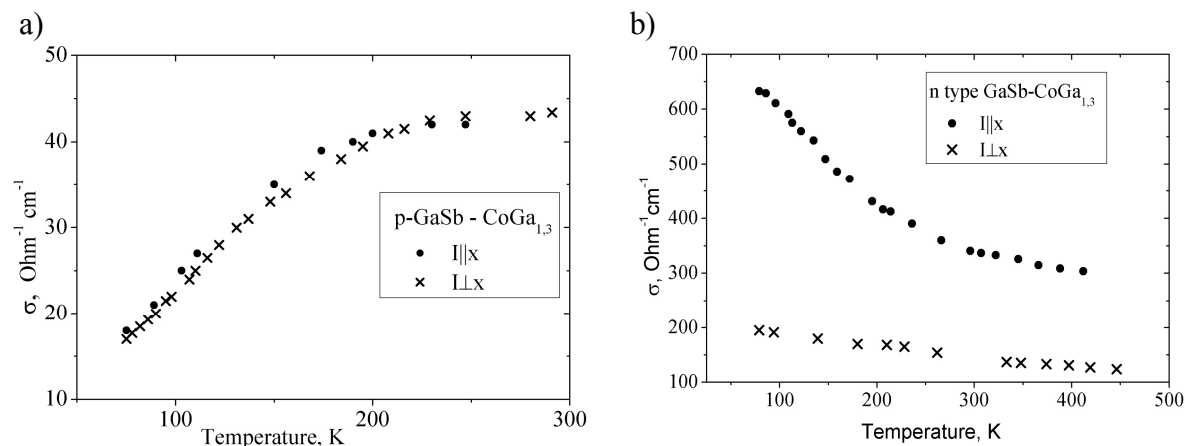 a)
50
40
30
20
10
σ, Ohm⁻¹ cm⁻¹
p-GaSb - CoGa₁,₃
● I||x
× I⊥x
100
200
300
Temperature, K
b)
700
600
500
400
300
200
100
σ, Ohm⁻¹cm⁻¹
n type GaSb-CoGa₁,₃
● I||x
× I⊥x
100
200
300
400
500
Temperature, K